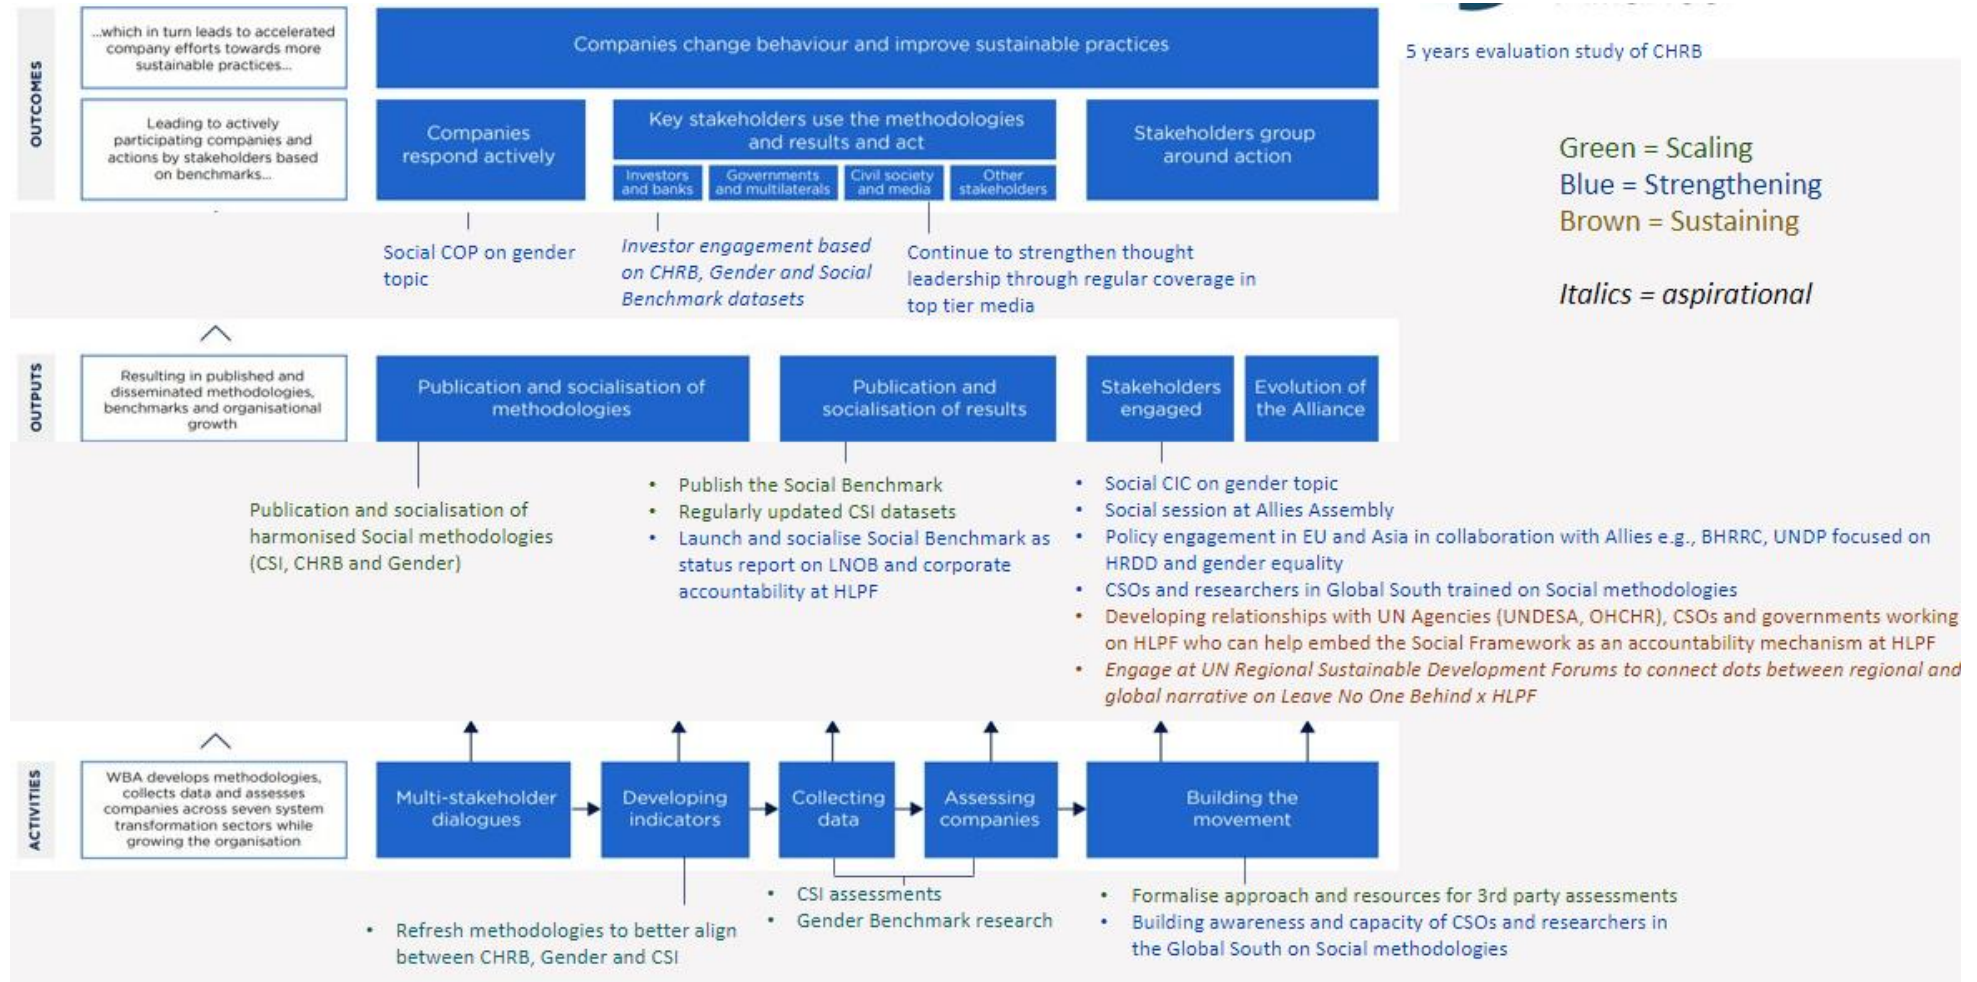 OUTCOMES
...which in turn leads to accelerated
company efforts towards more
sustainable practices...
Companies change behaviour and improve sustainable practices
5 years evaluation study of CHRB
Leading to actively
participating companies and
actions by stakeholders based
on benchmarks...
Companies
respond actively
Key stakeholders use the methodologies
and results and act
Investors
and banks
Governments
and multilaterals
Civil society
and media
Other
stakeholders
Stakeholders group
around action
Green = Scaling
Blue = Strengthening
Brown = Sustaining
Italics = aspirational
Social COP on gender
topic
Investor engagement based
on CHRB, Gender and Social
Benchmark datasets
Continue to strengthen thought
leadership through regular coverage in
top tier media
OUTPUTS
Resulting in published and
disseminated methodologies,
benchmarks and organisational
growth
Publication and socialisation of
methodologies
Publication and
socialisation of results
Stakeholders
engaged
Evolution of
the Alliance
Publication and socialisation of
harmonised Social methodologies
(CSI, CHRB and Gender)
• Publish the Social Benchmark
• Regularly updated CSI datasets
• Launch and socialise Social Benchmark as
status report on LNOB and corporate
accountability at HLPF
• Social CIC on gender topic
• Social session at Allies Assembly
• Policy engagement in EU and Asia in collaboration with Allies e.g., BHRRC, UNDP focused on
HRDD and gender equality
• CSOs and researchers in Global South trained on Social methodologies
• Developing relationships with UN Agencies (UNDESA, OHCHR), CSOs and governments working
on HLPF who can help embed the Social Framework as an accountability mechanism at HLPF
• Engage at UN Regional Sustainable Development Forums to connect dots between regional and
global narrative on Leave No One Behind x HLPF
ACTIVITIES
WBA develops methodologies,
collects data and assesses
companies across seven system
transformation sectors while
growing the organisation
Multi-stakeholder
dialogues
Developing
indicators
Collecting
data
Assessing
companies
Building the
movement
• Refresh methodologies to better align
between CHRB, Gender and CSI
• CSI assessments
• Gender Benchmark research
• Formalise approach and resources for 3rd party assessments
• Building awareness and capacity of CSOs and researchers in
the Global South on Social methodologies